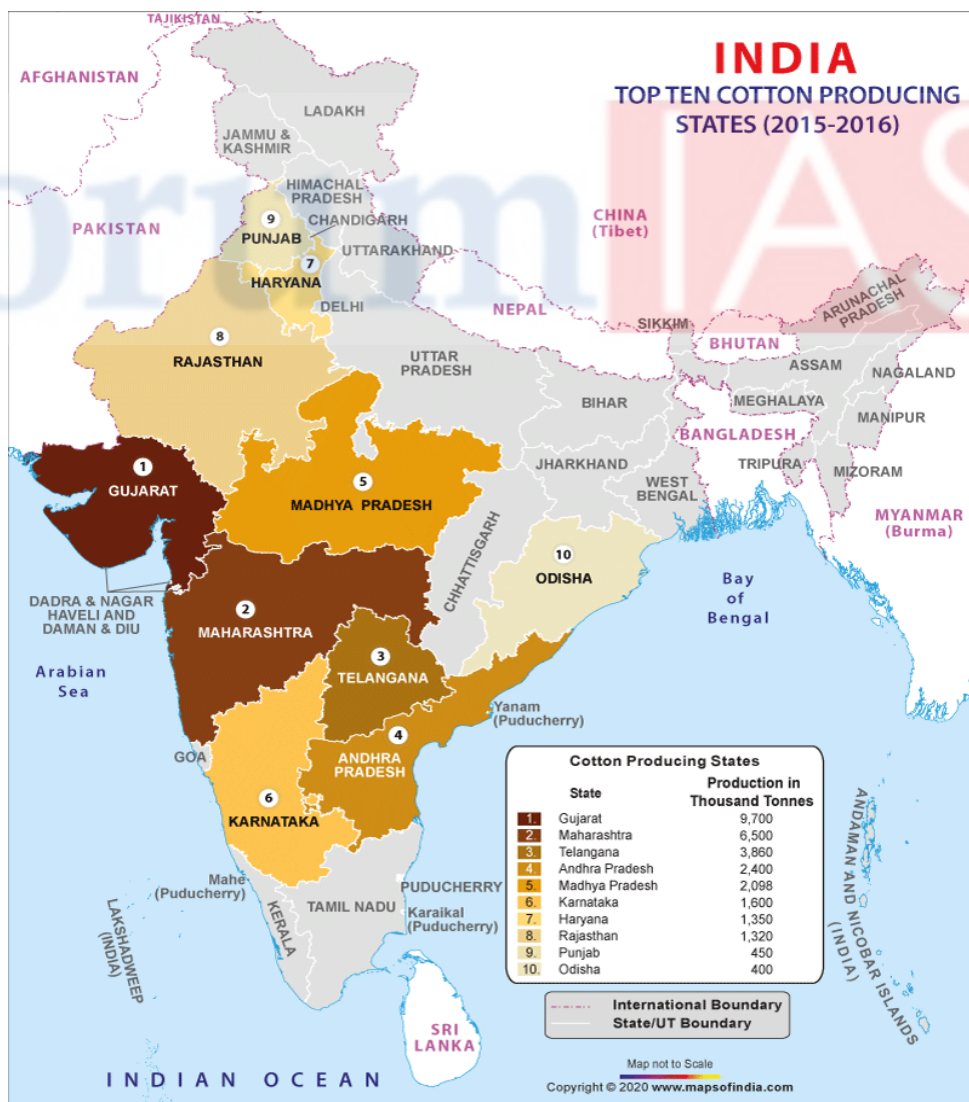 TAJIKISTAN
AFGHANISTAN
INDIA
TOP TEN COTTON PRODUCING
STATES (2015-2016)
LADAKH
JAMMU &
KASHMIR
orum IAS
HIMACHAL
PRADESH
9
PUNJAB
CHANDIGARH
PAKISTAN
CHINA
(Tibet)
UTTARAKHAND
7
HARYANA
DELHI
NEPAL
SIKKIM
ARUNACHAL
PRADESH
BHUTAN
8
RAJASTHAN
UTTAR
PRADESH
ASSAM
NAGALAND
BIHAR
MEGHALAYA
MANIPUR
BANGLADESH
1
GUJARAT
5
MADHYA PRADESH
JHARKHAND
TRIPURA
MIZORAM
WEST
BENGAL
MYANMAR
(Burma)
CHHATTISGARH
10
ODISHA
DADRA & NAGAR
HAVELI AND
DAMAN & DIU
2
MAHARASHTRA
Bay
of
Bengal
Arabian
Sea
3
TELANGANA
Yanam
(Puducherry)
4
ANDHRA
PRADESH
GOA
6
KARNATAKA
Cotton Producing States
State Production in
Thousand Tonnes
1. Gujarat 9,700
2. Maharashtra 6,500
3. Telangana 3,860
4. Andhra Pradesh 2,400
5. Madhya Pradesh 2,098
6. Karnataka 1,600
7. Haryana 1,350
8. Rajasthan 1,320
9. Punjab 450
10. Odisha 400
ANDAMAN AND NICOBAR ISLANDS
(INDIA)
Mahe
(Puducherry)
PUDUCHERRY
TAMIL NADU
Karaikal
(Puducherry)
KERALA
LAKSHADWEEP
(INDIA)
International Boundary
State/UT Boundary
SRI
LANKA
Map not to Scale
INDIAN OCEAN
Copyright © 2020 www.mapsofindia.com